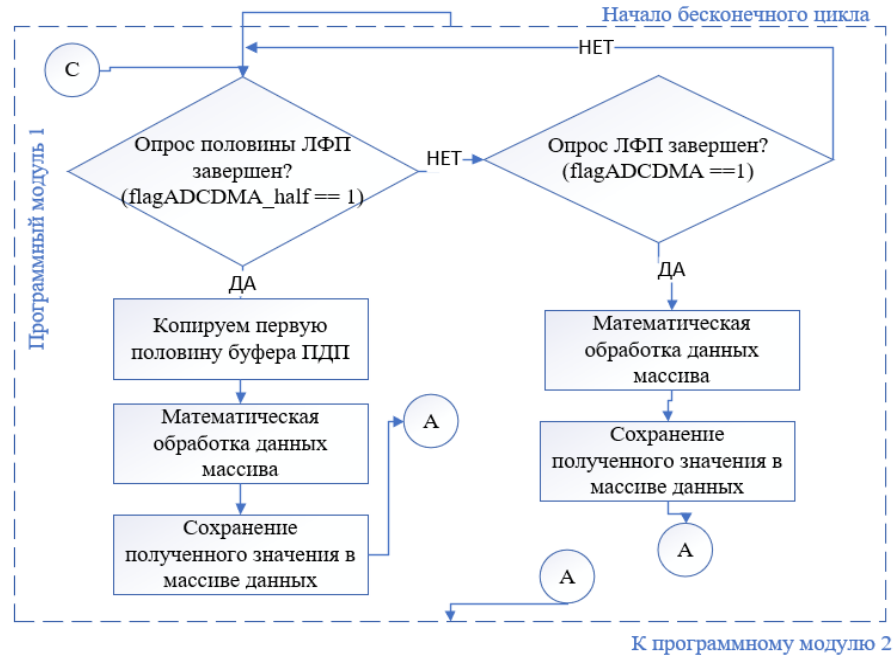 Начало бесконечного цикла
Программный модуль 1
С
НЕТ
Опрос половины ЛФП
завершен?
(flagADCDMA_half == 1)
НЕТ
Опрос ЛФП завершен?
(flagADCDMA ==1)
ДА
Копируем первую
половину буфера ПДП
Математическая
обработка данных
массива
Сохранение
полученного значения в
массиве данных
А
ДА
Математическая
обработка данных
массива
Сохранение
полученного значения в
массиве данных
А
А
К программному модулю 2